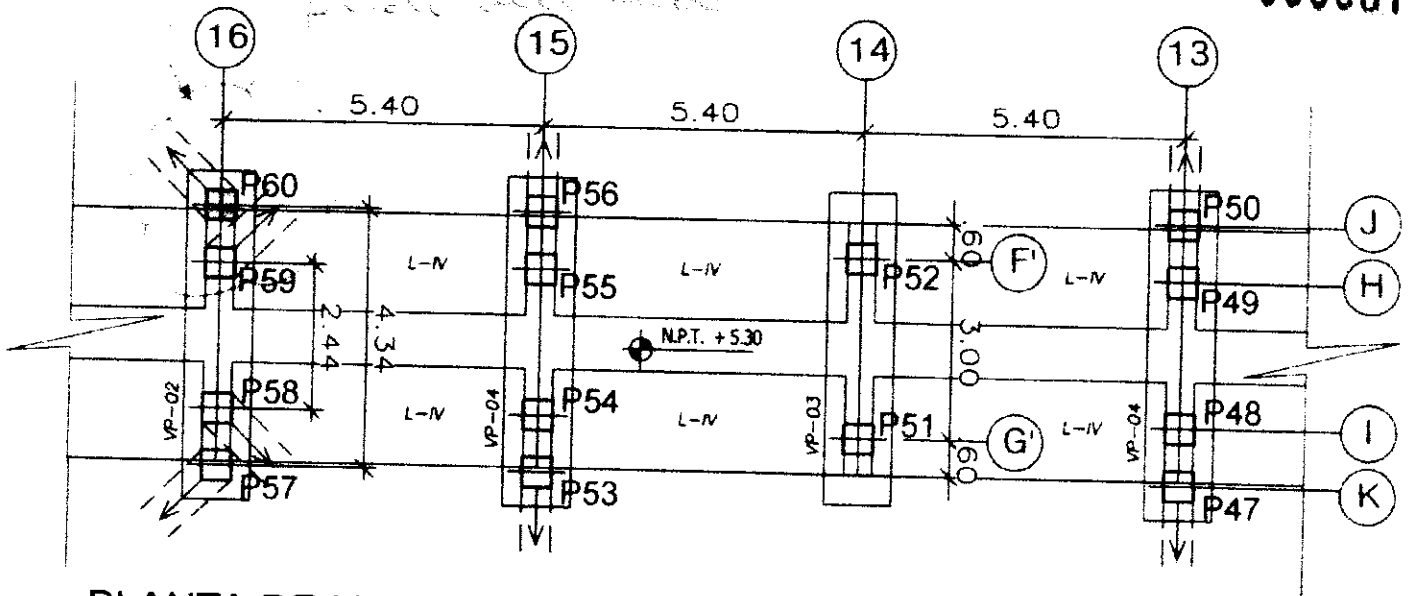 16
15
14
13
5.40
5.40
5.40
P60
P56
P50
J
P59
L-IV
P55
L-IV
P52
.60
F'
L-IV
P49
H
2.44
4.34
N.P.T. +5.30
3.00
VP-02
P58
L-IV
VP-04
P54
L-IV
VP-03
P51
G'
L-IV
VP-04
P48
I
P57
P53
.60
P47
K